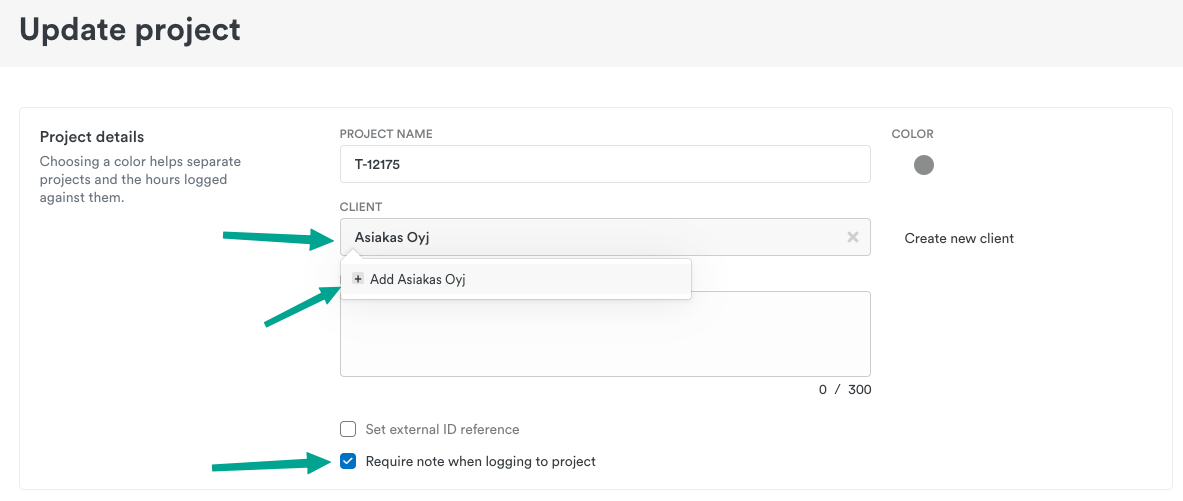 Update project
Project details
Choosing a color helps separate
projects and the hours logged
against them.
PROJECT NAME
COLOR
T-12175
CLIENT
Asiakas Oyj
Create new client
Add Asiakas Oyj
0 / 300
Set external ID reference
Require note when logging to project